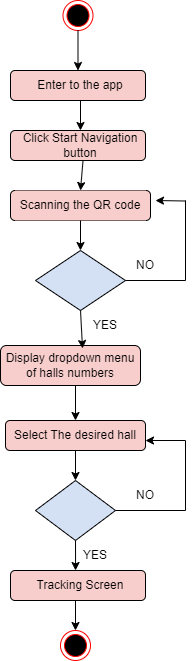 Enter to the app
Click Start Navigation
button
Scanning the QR code
NO
YES
Display dropdown menu
of halls numbers
Select The desired hall
NO
YES
Tracking Screen